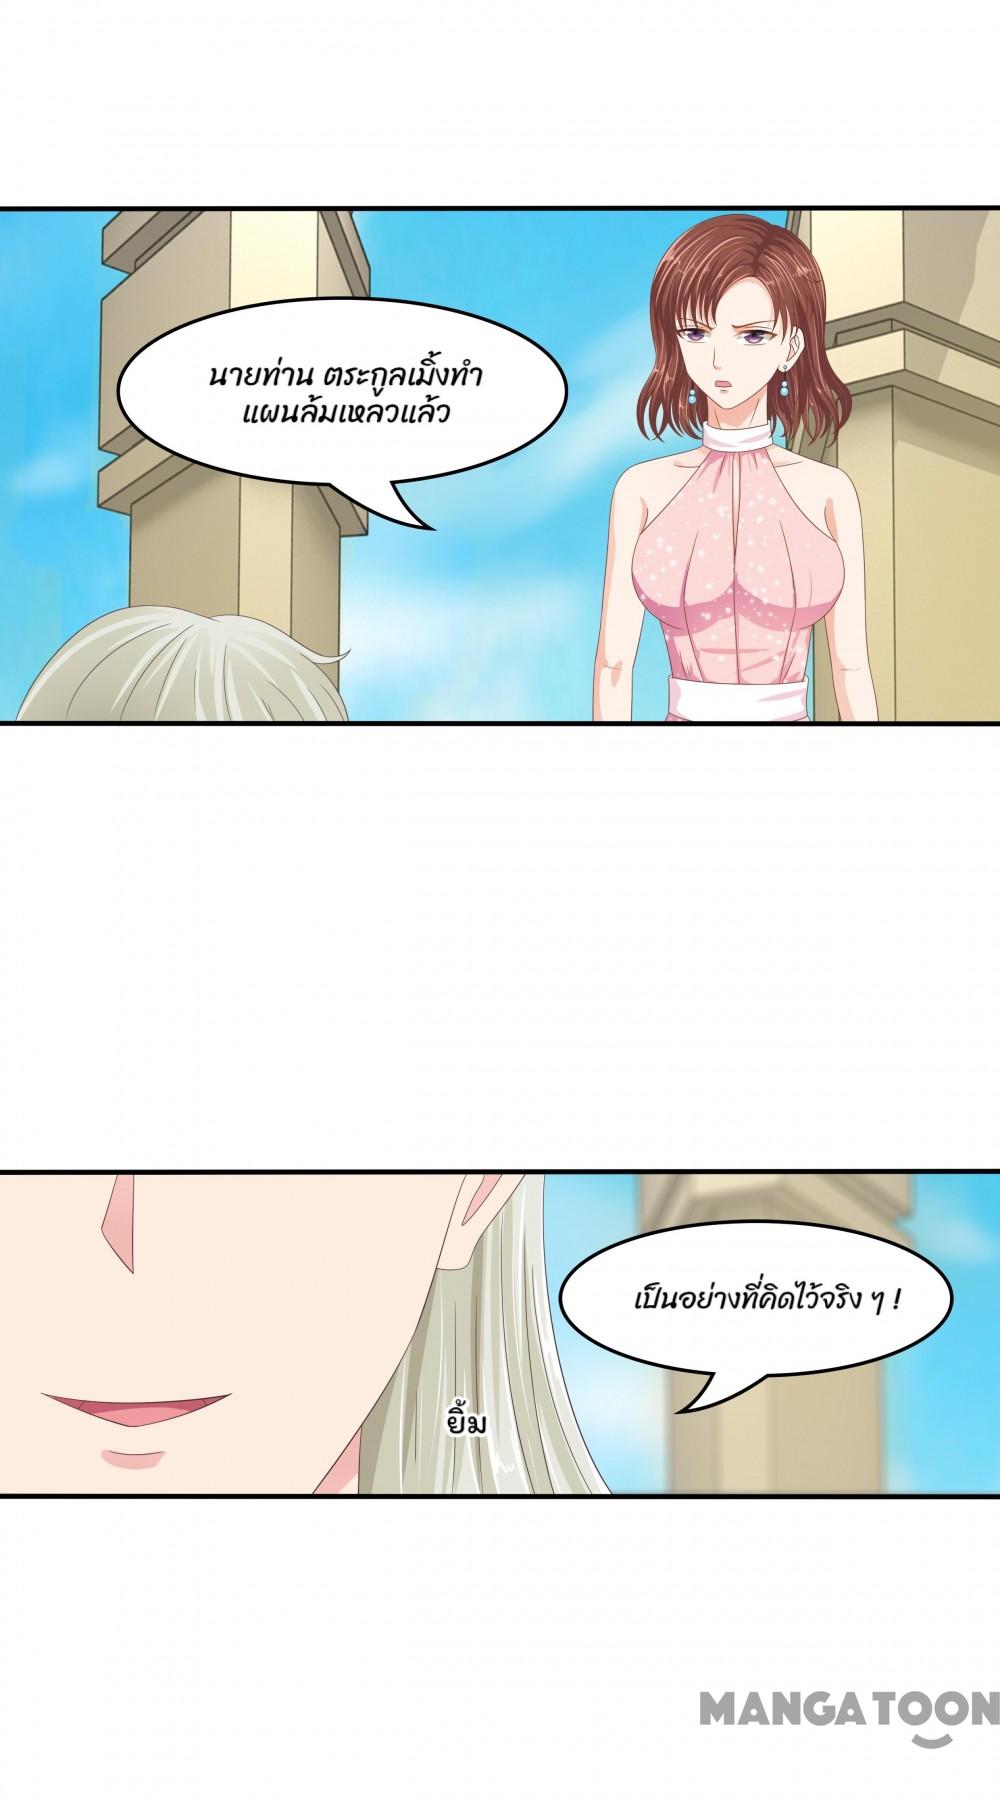 นายท่าน ตระกูลเมิ้งทำ
แผนล้มเหลวแล้ว
เป็นอย่างที่คิดไว้จริง ๆ !
ยิ้ม
MANGATOON